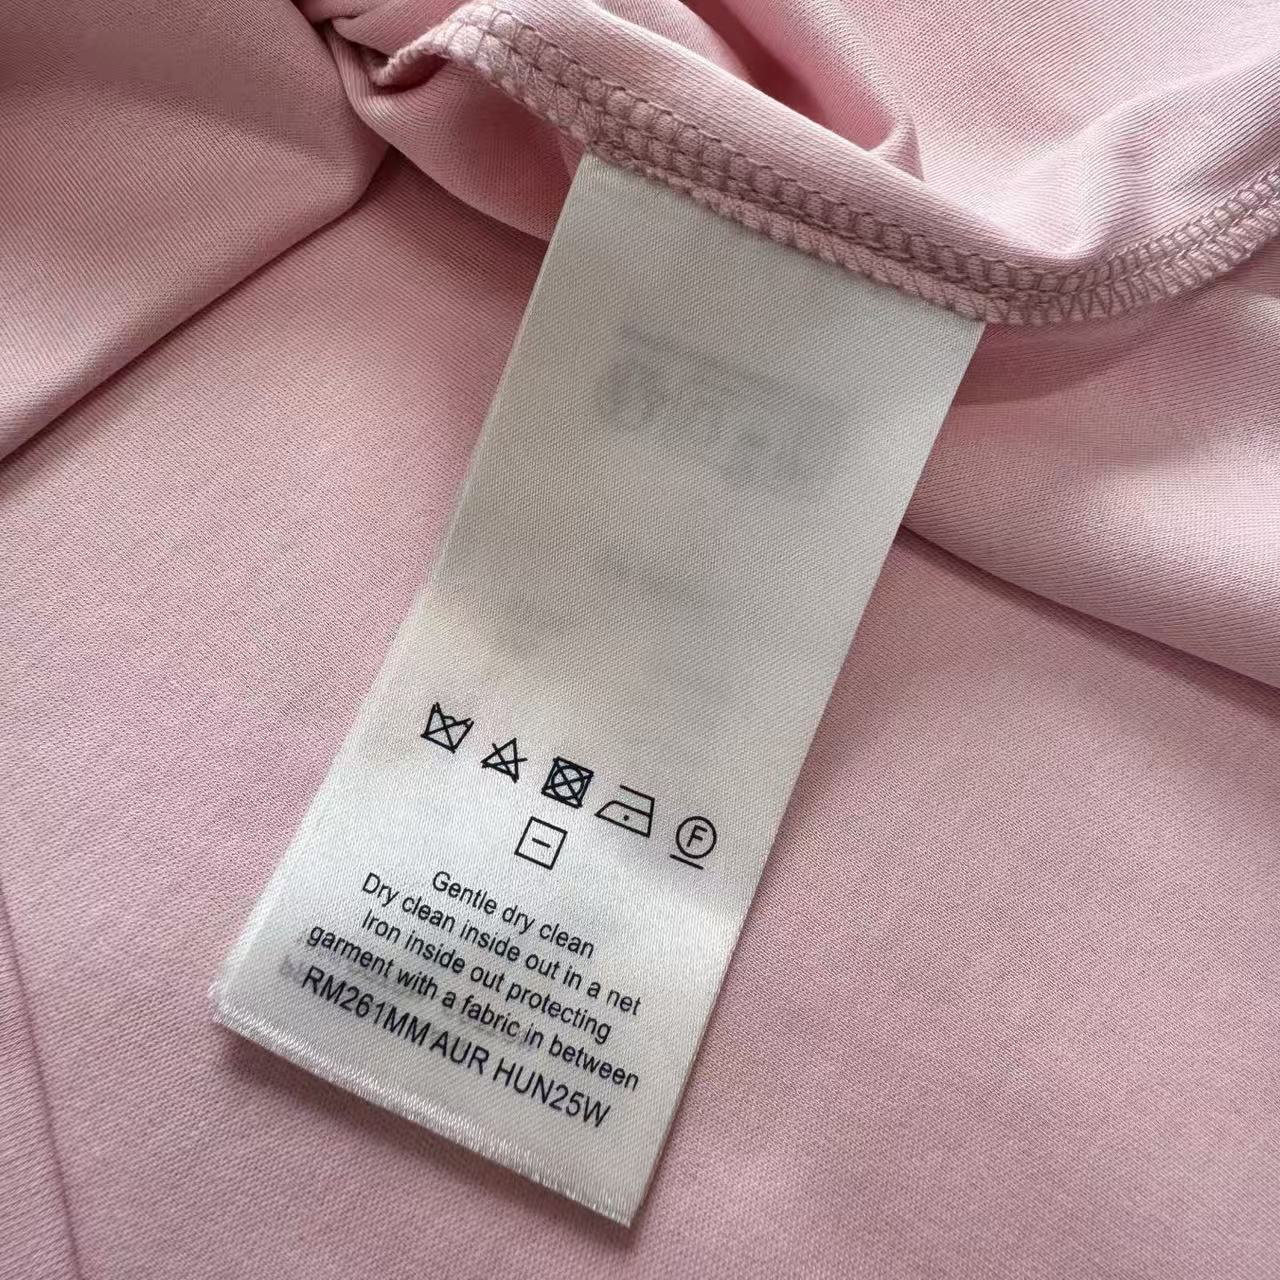 F
Gentle dry clean
Dry clean inside out in a net
Iron inside out protecting
garment with a fabric in between
RM261MM AUR HUN25W